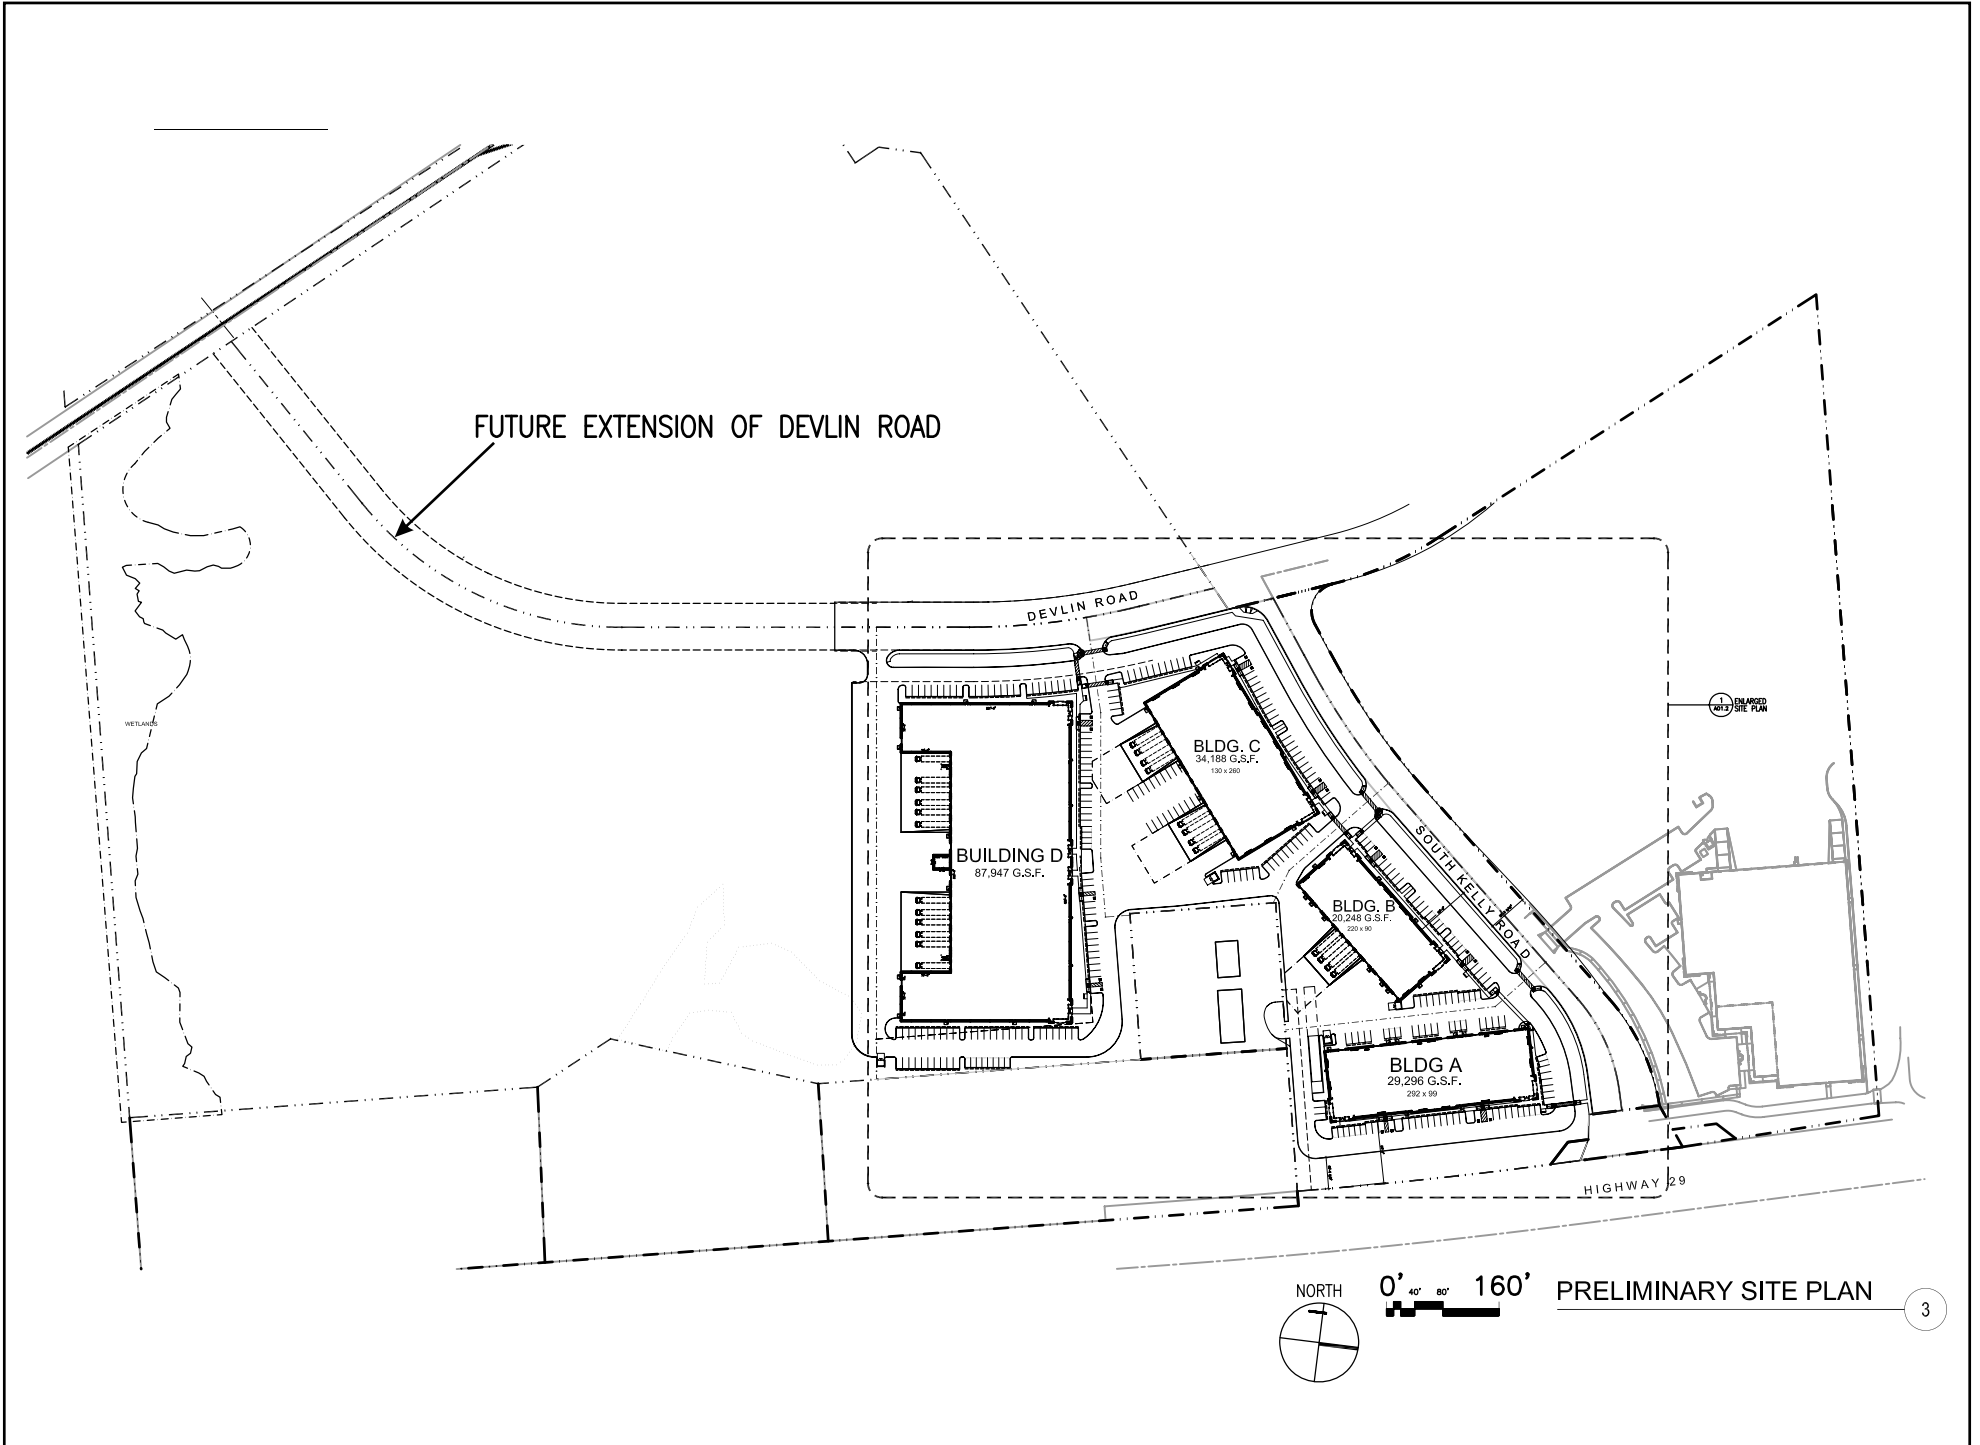 FUTURE EXTENSION OF DEVLIN ROAD
DEVLIN ROAD
1
A01.2
ENLARGED
SITE PLAN
WETLANDS
BLDG. C
34,188 G.S.F.
130 x 260
BUILDING D
87,947 G.S.F.
SOUTH KELLY ROAD
BLDG. B
20,248 G.S.F.
220 x 90
BLDG A
29,296 G.S.F.
292 x 99
HIGHWAY 29
NORTH
0' 40' 80' 160'
PRELIMINARY SITE PLAN
3